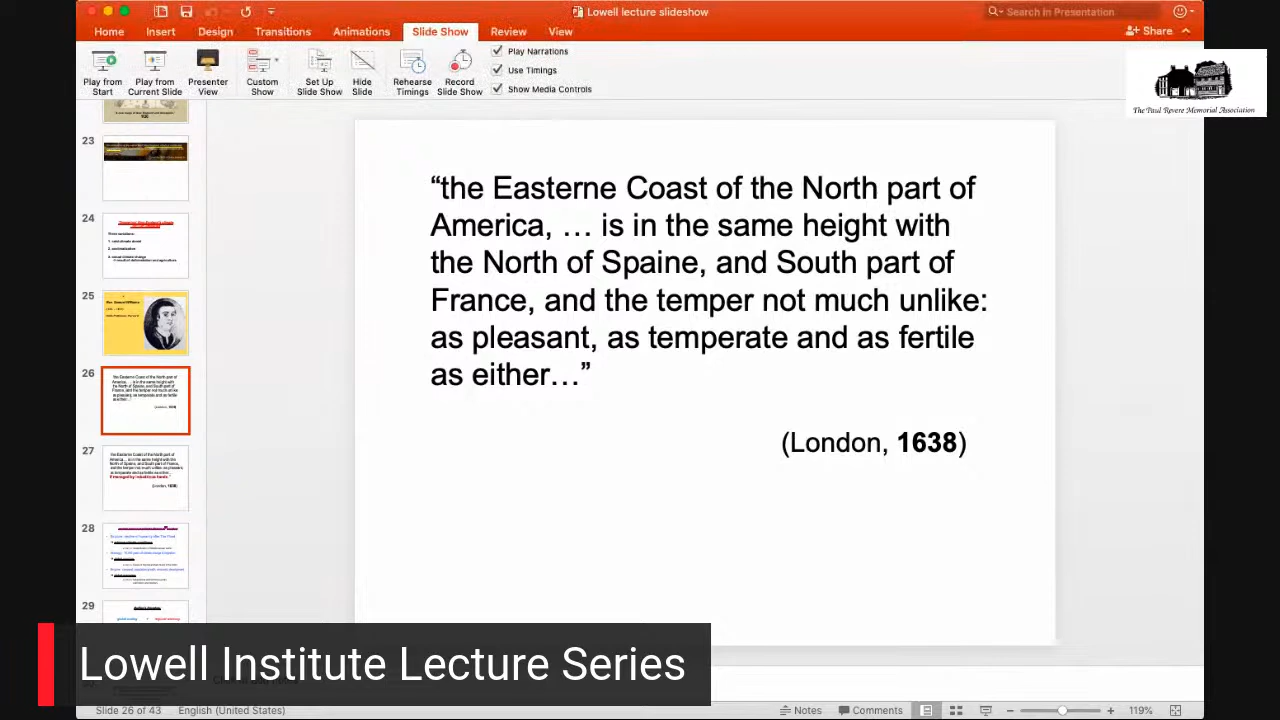 Lowell lecture slideshow
Search in Presentation
Home Insert Design Transitions Animations Slide Show Review View
Share
Play from Start
Play from Current Slide
Presenter View
Custom Show
Set Up Slide Show
Hide Slide
Rehearse Timings
Record Slide Show
Play Narrations
Use Timings
Show Media Controls
The Paul Revere Memorial Association
23
24
25
26
27
28
29
“the Easterne Coast of the North part of
America, … is in the same height with
the North of Spaine, and South part of
France, and the temper not much unlike:
as pleasant, as temperate and as fertile
as either…”
(London, 1638)
Lowell Institute Lecture Series
Slide 26 of 43 English (United States)
Notes Comments 119%